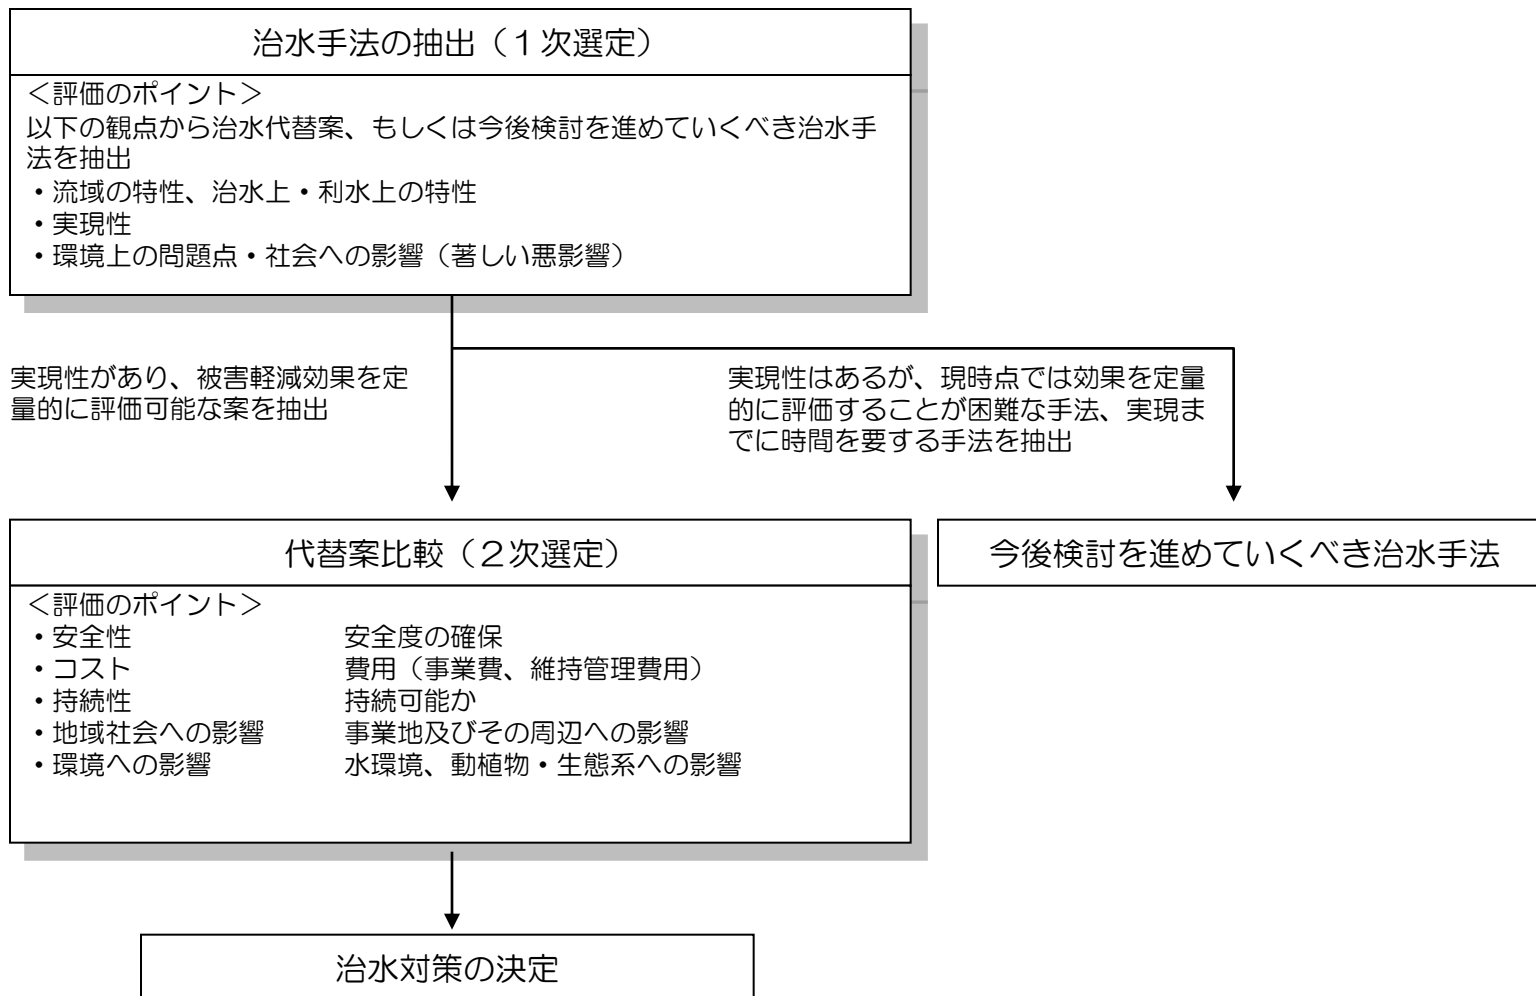 治水手法の抽出（１次選定）
＜評価のポイント＞
以下の観点から治水代替案、もしくは今後検討を進めていくべき治水手
法を抽出
・流域の特性、治水上・利水上の特性
・実現性
・環境上の問題点・社会への影響（著しい悪影響）
実現性があり、被害軽減効果を定
量的に評価可能な案を抽出
実現性はあるが、現時点では効果を定量
的に評価することが困難な手法、実現ま
でに時間を要する手法を抽出
代替案比較（２次選定）
今後検討を進めていくべき治水手法
＜評価のポイント＞
・安全性 安全度の確保
・コスト 費用（事業費、維持管理費用）
・持続性 持続可能か
・地域社会への影響 事業地及びその周辺への影響
・環境への影響 水環境、動植物・生態系への影響
治水対策の決定